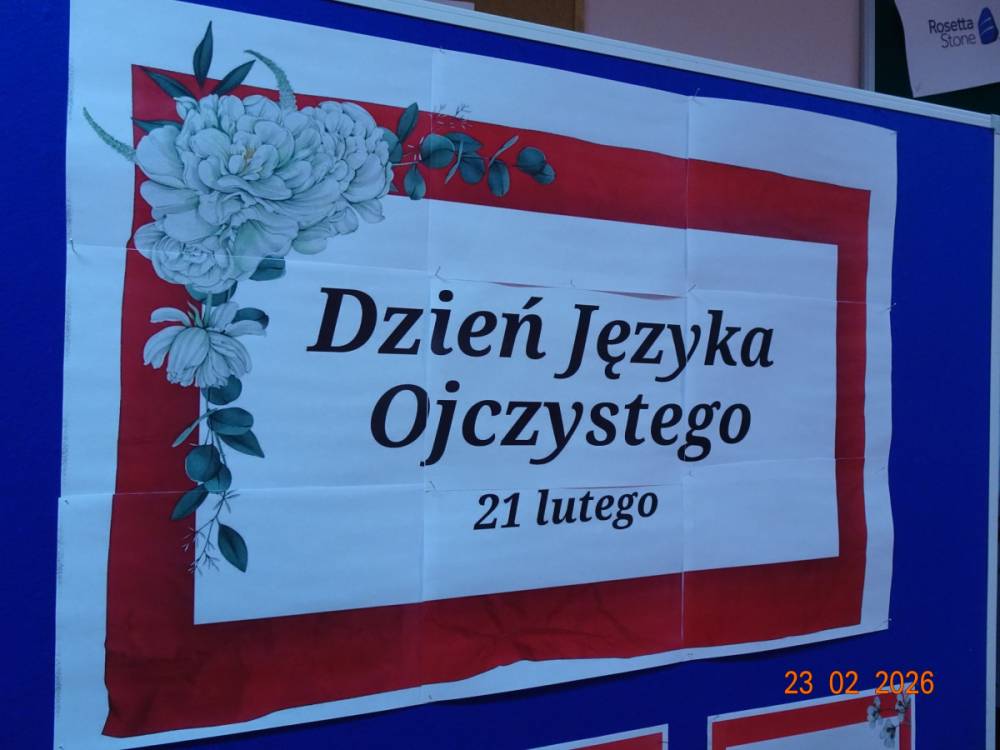 Rosetta
Stone
Dzień Języka
Ojczystego
21 lutego
23 02 2026